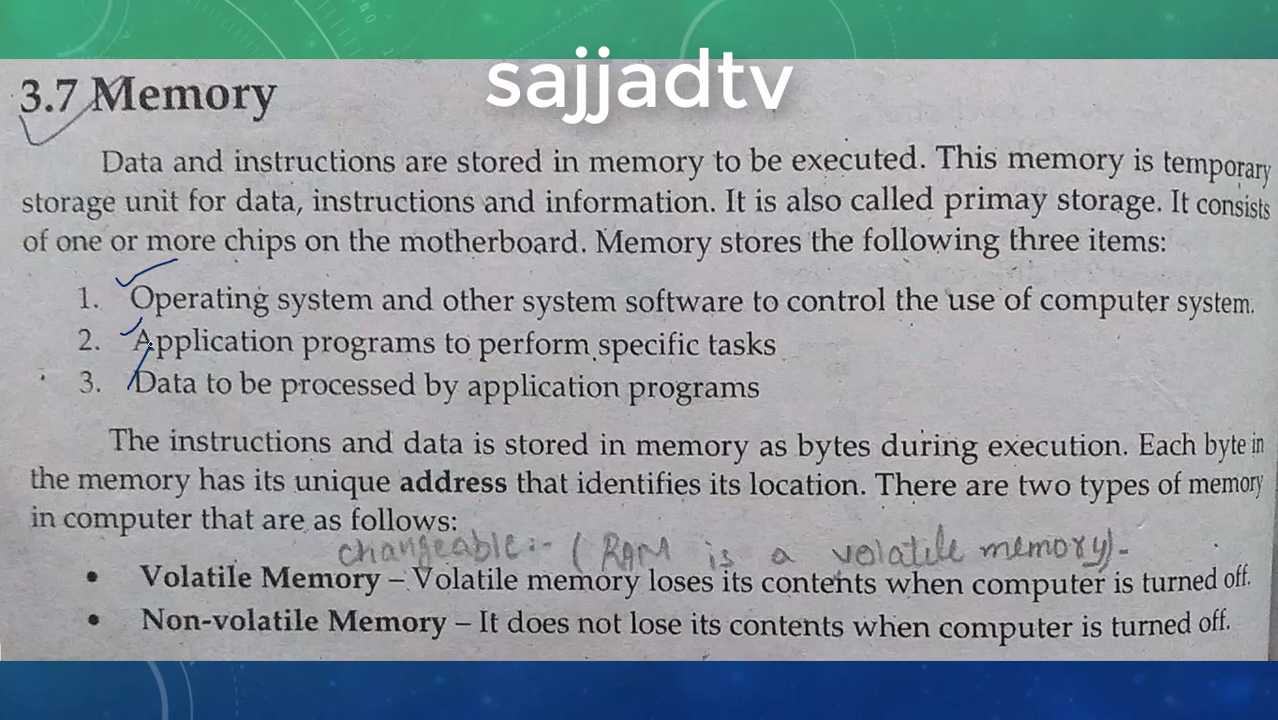 sajjadtv
3.7 Memory
Data and instructions are stored in memory to be executed. This memory is temporary
storage unit for data, instructions and information. It is also called primay storage. It consists
of one or more chips on the motherboard. Memory stores the following three items:
1. Operating system and other system software to control the use of computer system.
2. Application programs to perform specific tasks
3. Data to be processed by application programs
The instructions and data is stored in memory as bytes during execution. Each byte in
the memory has its unique address that identifies its location. There are two types of memory
in computer that are as follows:
changeable:- ( RAM is a volatile memory)-
• Volatile Memory – Volatile memory loses its contents when computer is turned off.
• Non-volatile Memory – It does not lose its contents when computer is turned off.